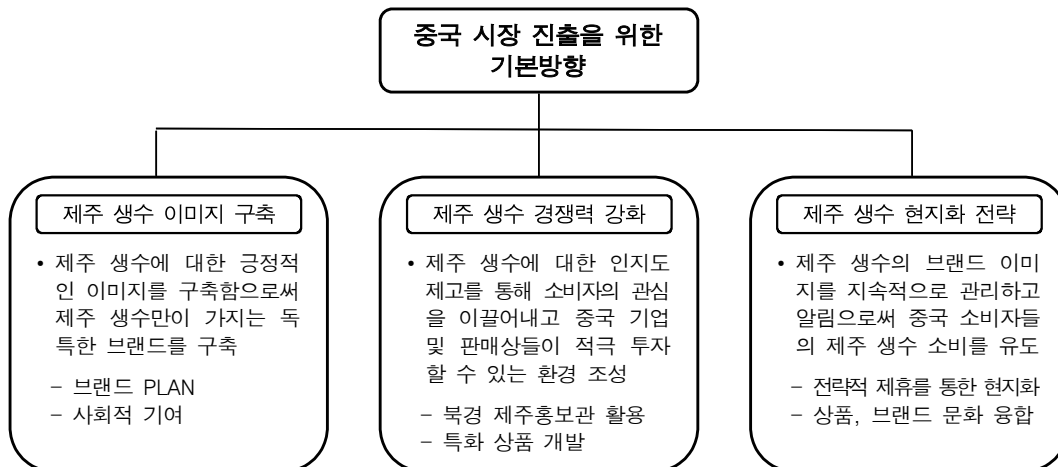 중국 시장 진출을 위한
기본방향
제주 생수 이미지 구축
• 제주 생수에 대한 긍정적
인 이미지를 구축함으로써
제주 생수만이 가지는 독
특한 브랜드를 구축
- 브랜드 PLAN
- 사회적 기여
제주 생수 경쟁력 강화
• 제주 생수에 대한 인지도
제고를 통해 소비자의 관심
을 이끌어내고 중국 기업
및 판매상들이 적극 투자
할 수 있는 환경 조성
- 북경 제주홍보관 활용
- 특화 상품 개발
제주 생수 현지화 전략
• 제주 생수의 브랜드 이미
지를 지속적으로 관리하고
알림으로써 중국 소비자들
의 제주 생수 소비를 유도
- 전략적 제휴를 통한 현지화
- 상품, 브랜드 문화 융합